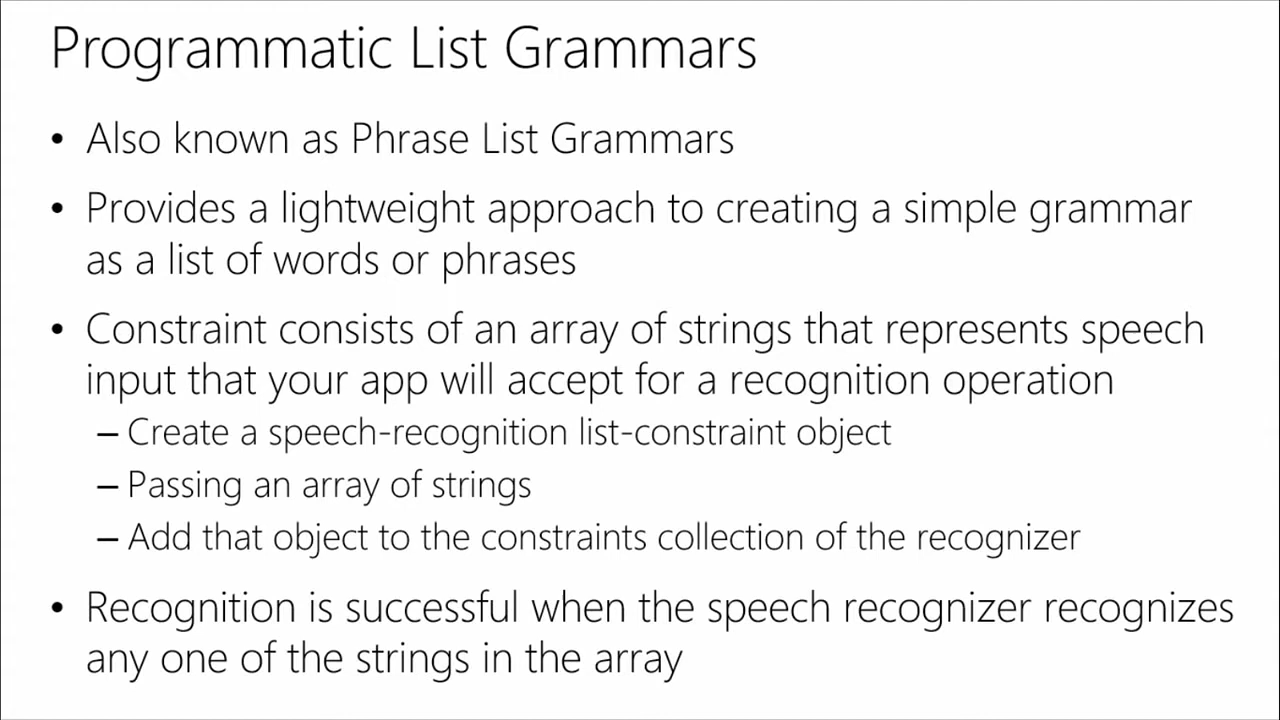 Programmatic List Grammars
• Also known as Phrase List Grammars
• Provides a lightweight approach to creating a simple grammar
as a list of words or phrases
• Constraint consists of an array of strings that represents speech
input that your app will accept for a recognition operation
– Create a speech-recognition list-constraint object
– Passing an array of strings
– Add that object to the constraints collection of the recognizer
• Recognition is successful when the speech recognizer recognizes
any one of the strings in the array